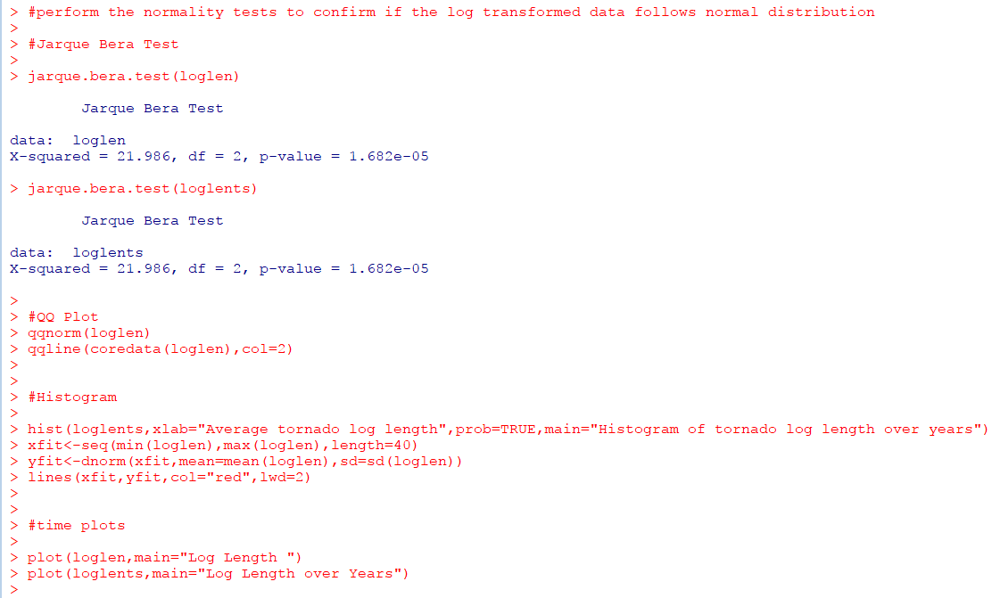 > #perform the normality tests to confirm if the log transformed data follows normal distribution
>
> #Jarque Bera Test
>
> jarque.bera.test(loglen)
Jarque Bera Test
data:  loglen
X-squared = 21.986, df = 2, p-value = 1.682e-05
> jarque.bera.test(loglents)
Jarque Bera Test
data:  loglents
X-squared = 21.986, df = 2, p-value = 1.682e-05
>
> #QQ Plot
> qqnorm(loglen)
> qqline(coredata(loglen),col=2)
>
>
> #Histogram
>
> hist(loglents,xlab="Average tornado log length",prob=TRUE,main="Histogram of tornado log length over years")
> xfit<-seq(min(loglen),max(loglen),length=40)
> yfit<-dnorm(xfit,mean=mean(loglen),sd=sd(loglen))
> lines(xfit,yfit,col="red",lwd=2)
>
>
> #time plots
>
> plot(loglen,main="Log Length ")
> plot(loglents,main="Log Length over Years")
>